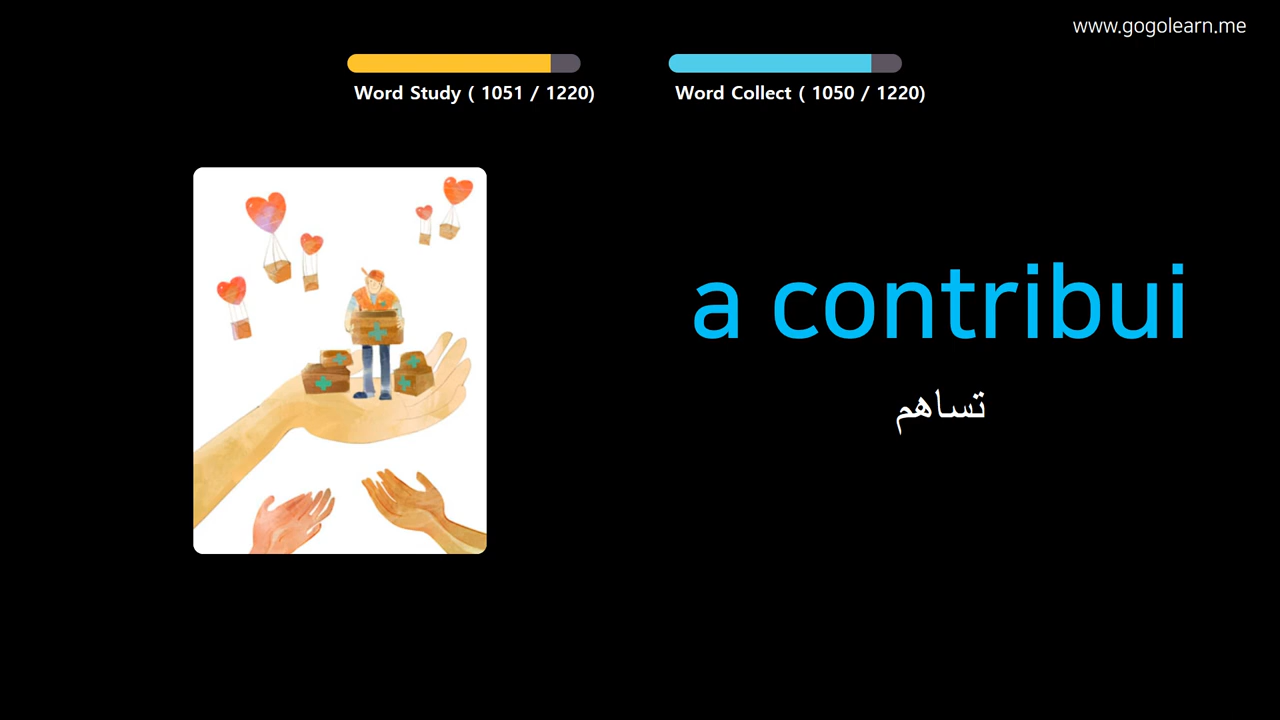 www.gogolearn.me
Word Study ( 1051 / 1220)
Word Collect ( 1050 / 1220)
a contribui
تساهم